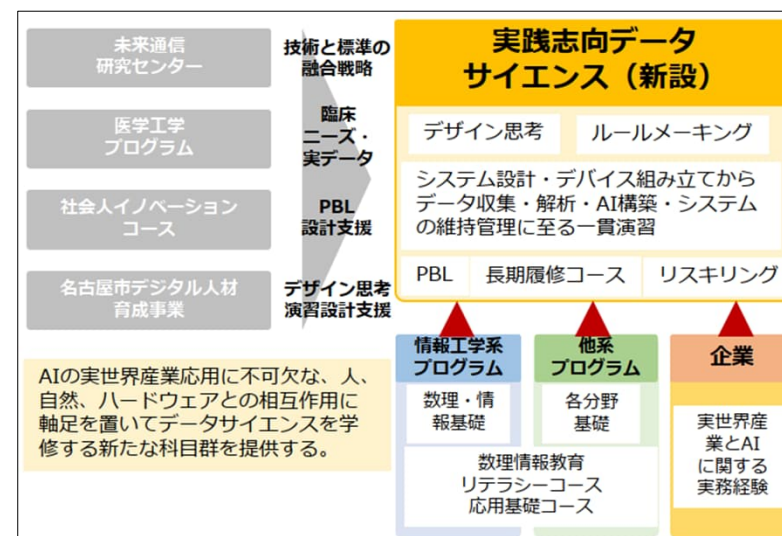 未来通信
研究センター
技術と標準の
融合戦略
医学工学
プログラム
臨床
ニーズ・
実データ
社会人イノベーション
コース
PBL
設計支援
名古屋市デジタル人材
育成事業
デザイン思考
演習設計支援
AIの実世界産業応用に不可欠な、人、
自然、ハードウェアとの相互作用に
軸足を置いてデータサイエンスを学
修する新たな科目群を提供する。
実践志向データ
サイエンス（新設）
デザイン思考
ルールメーキング
システム設計・デバイス組み立てから
データ収集・解析・AI構築・システム
の維持管理に至る一貫演習
PBL
長期履修コース
リスキリング
情報工学系
プログラム
他系
プログラム
企業
数理・情
報基礎
各分野
基礎
数理情報教育
リテラシーコース
応用基礎コース
実世界産
業とAI
に関する
実務経験